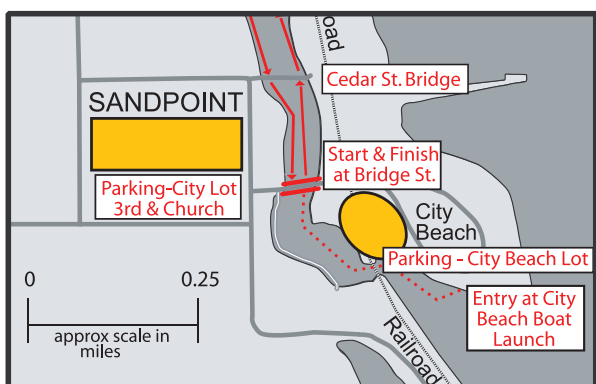 oad
Cedar St. Bridge
SANDPOINT
Start & Finish
at Bridge St.
Parking-City Lot
3rd & Church
City
Beach
Parking - City Beach Lot
0 0.25
approx scale in
miles
Entry at City
Beach Boat
Launch
Railroad